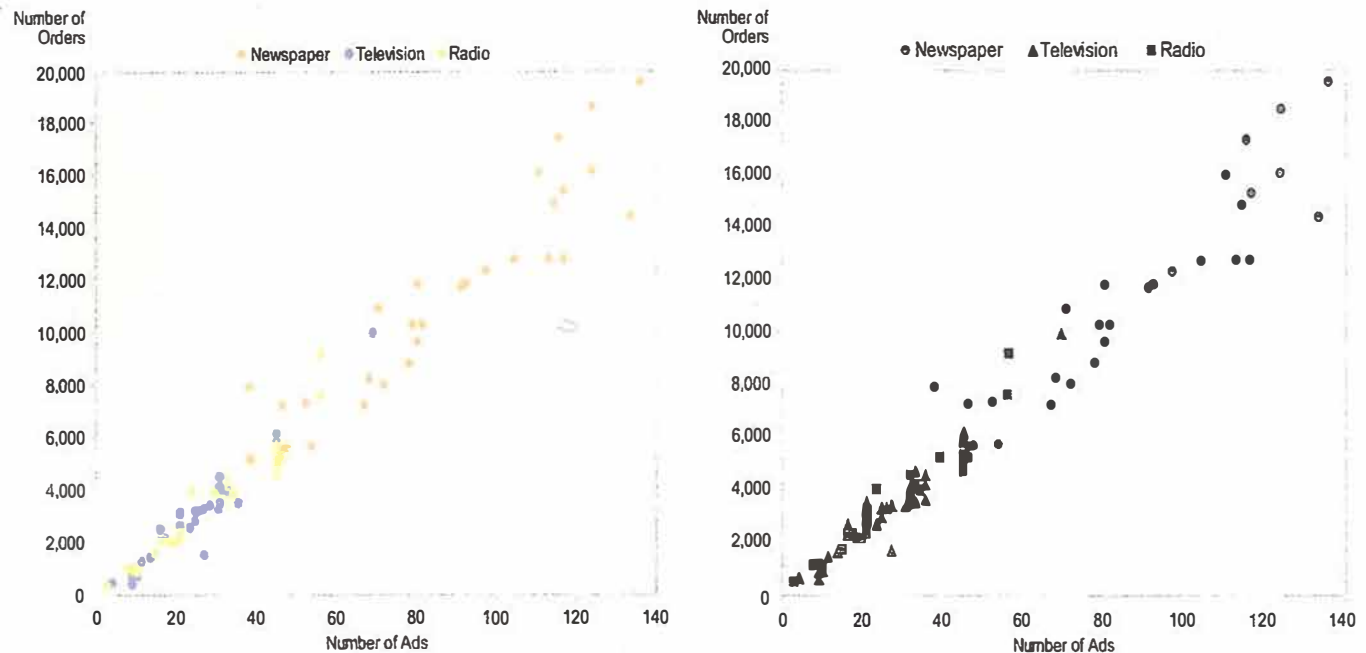 Number of
Orders
Newspaper Television Radio
20,000
18,000
16,000
14,000
12,000
10,000
8,000
6,000
4,000
2,000
0
0 20 40 60 80 100 120 140
Number of Ads
Number of
Orders
Newspaper Television Radio
20,000
18,000
16,000
14,000
12,000
10,000
8,000
6,000
4,000
2,000
0
0 20 40 60 80 100 120 140
Number of Ads